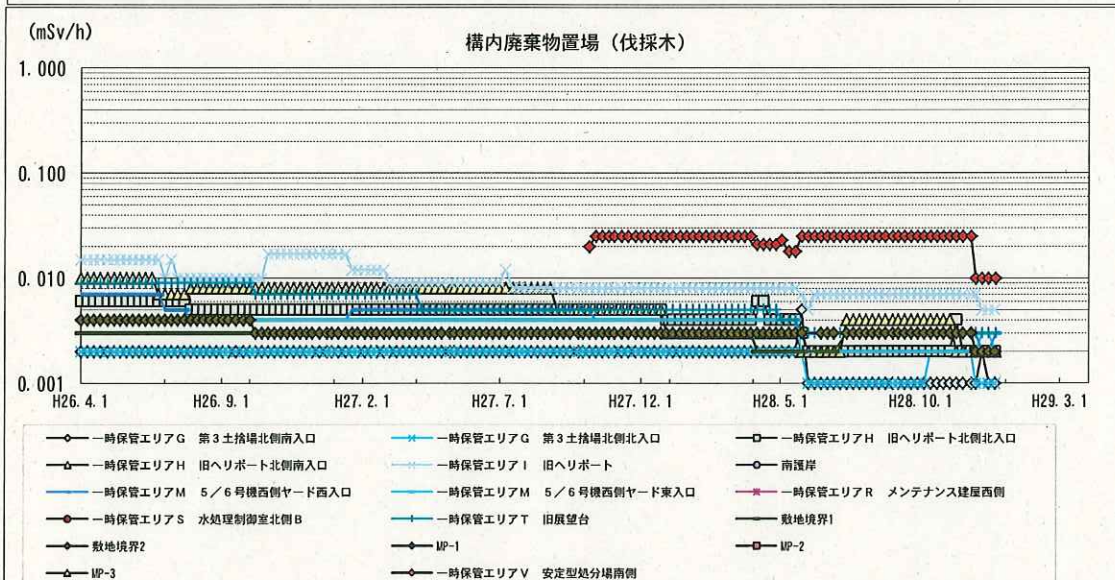 (mSv/h)
構内廃棄物置場（伐採木）
1.000
0.100
0.010
0.001
H26.4.1 H26.9.1 H27.2.1 H27.7.1 H27.12.1 H28.5.1 H28.10.1 H29.3.1
一時保管エリアG 第3土捨場北側南入口 一時保管エリアG 第3土捨場北側北入口 一時保管エリアH 旧ヘリポート北側北入口
一時保管エリアH 旧ヘリポート北側南入口 一時保管エリアI 旧ヘリポート 南護岸
一時保管エリアM 5／6号機西側ヤード西入口 一時保管エリアM 5／6号機西側ヤード東入口 一時保管エリアR メンテナンス建屋西側
一時保管エリアS 水処理制御室北側B 一時保管エリアT 旧展望台 敷地境界1
敷地境界2 MP-1 MP-2
MP-3 一時保管エリアV 安定型処分場南側